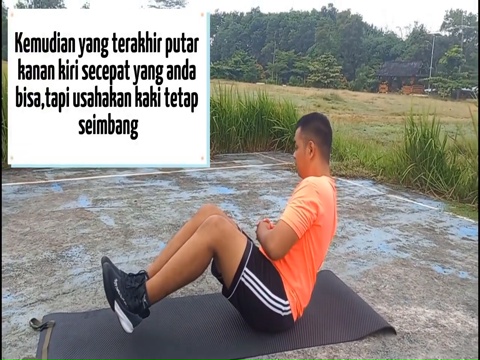 Kemudian yang terakhir putar
kanan kiri secepat yang anda
bisa,tapi usahakan kaki tetap
seimbang